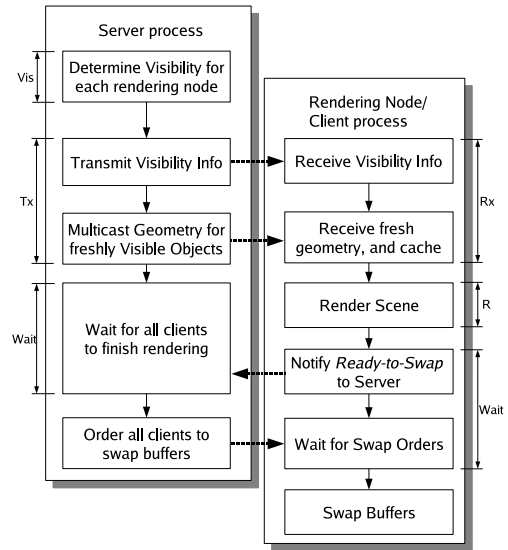 Server process
Vis
Determine Visibility for
each rendering node
Tx
Transmit Visibility Info
Multicast Geometry for
freshly Visible Objects
Wait
Wait for all clients
to finish rendering
Order all clients to
swap buffers
Rendering Node/
Client process
Receive Visibility Info
Rx
Receive fresh
geometry, and cache
Render Scene
R
Notify Ready-to-Swap
to Server
Wait
Wait for Swap Orders
Swap Buffers